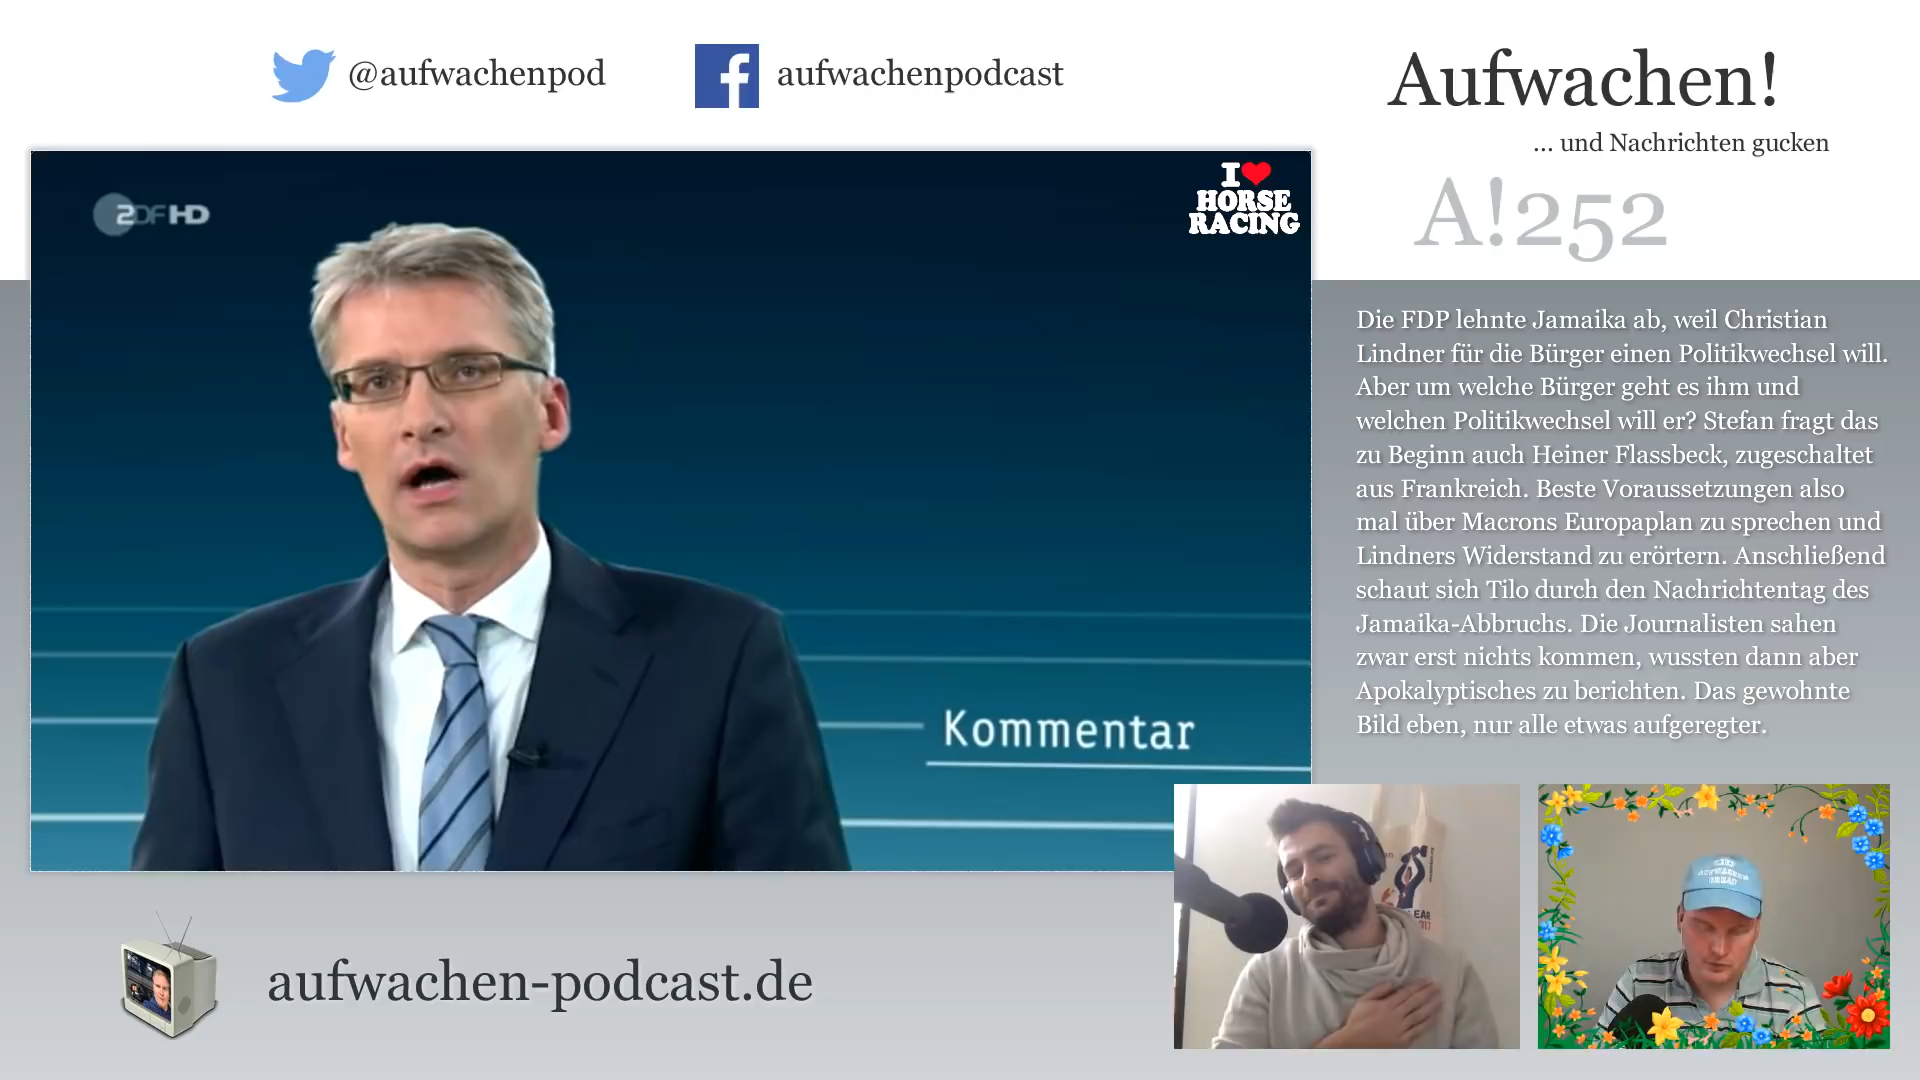 @aufwachenpod
aufwachenpodcast
Aufwachen!
... und Nachrichten gucken
A!252
ZDF HD
I
HORSE
RACING
Kommentar
Die FDP lehnte Jamaika ab, weil Christian
Lindner für die Bürger einen Politikwechsel will.
Aber um welche Bürger geht es ihm und
welchen Politikwechsel will er? Stefan fragt das
zu Beginn auch Heiner Flassbeck, zugeschaltet
aus Frankreich. Beste Voraussetzungen also
mal über Macrons Europaplan zu sprechen und
Lindners Widerstand zu erörtern. Anschließend
schaut sich Tilo durch den Nachrichtentag des
Jamaika-Abbruchs. Die Journalisten sahen
zwar erst nichts kommen, wussten dann aber
Apokalyptisches zu berichten. Das gewohnte
Bild eben, nur alle etwas aufgeregter.
aufwachen-podcast.de